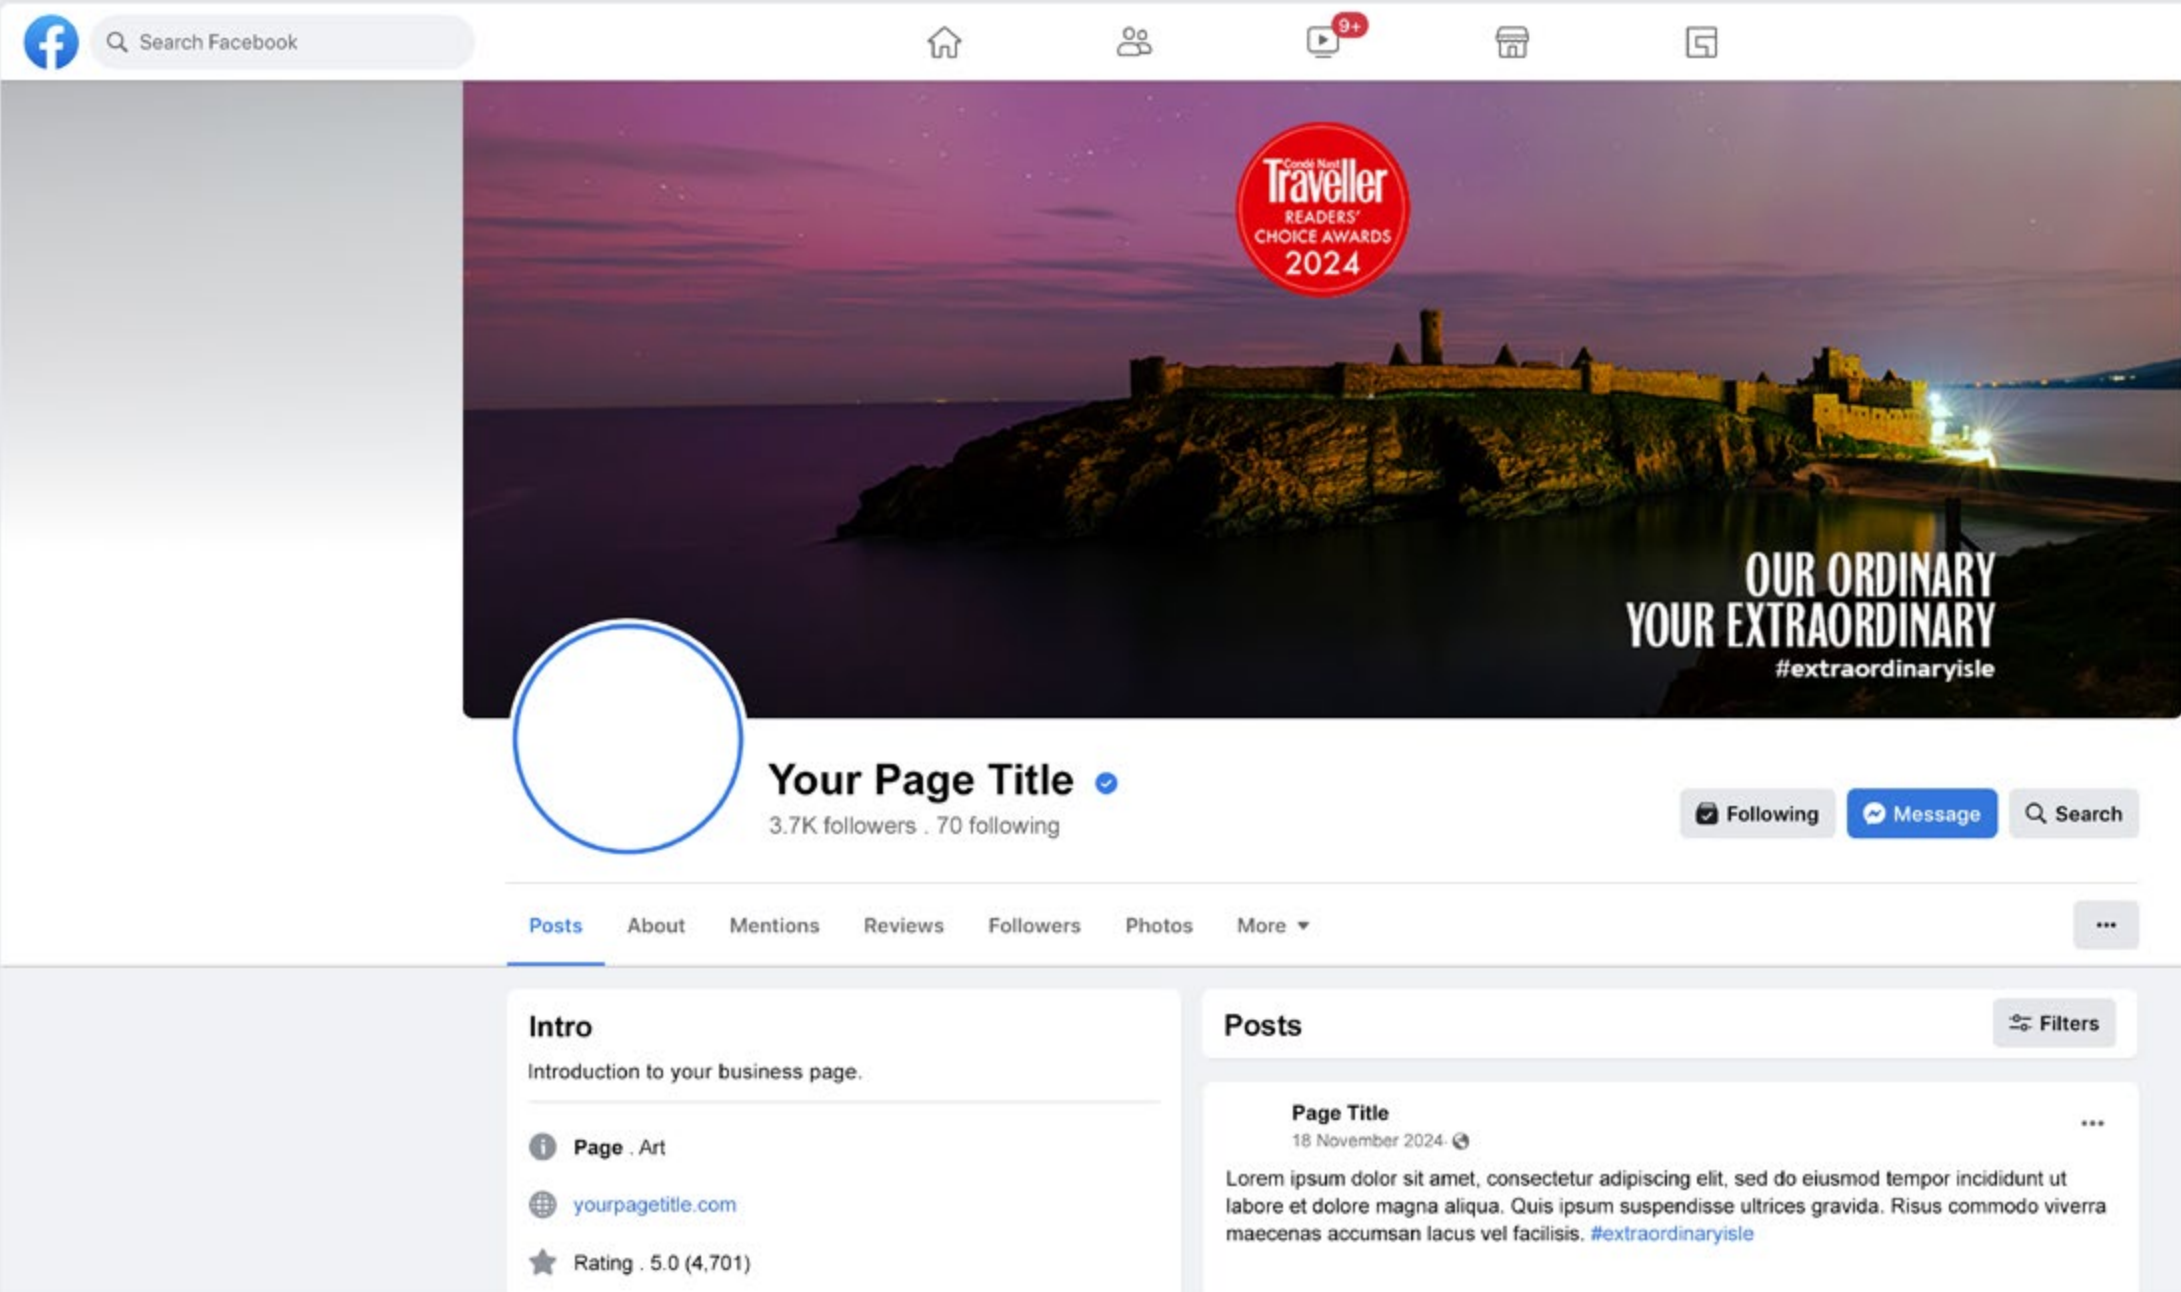 Search Facebook
9+
Condé Nast
Traveller
READERS'
CHOICE AWARDS
2024
OUR ORDINARY
YOUR EXTRAORDINARY
#extraordinaryisle
Your Page Title
3.7K followers . 70 following
Following
Message
Search
Posts
About
Mentions
Reviews
Followers
Photos
More
Intro
Introduction to your business page.
Page . Art
yourpagetitle.com
Rating . 5.0 (4,701)
Posts
Filters
Page Title
18 November 2024
Lorem ipsum dolor sit amet, consectetur adipiscing elit, sed do eiusmod tempor incididunt ut
labore et dolore magna aliqua. Quis ipsum suspendisse ultrices gravida. Risus commodo viverra
maecenas accumsan lacus vel facilisis. #extraordinaryisle